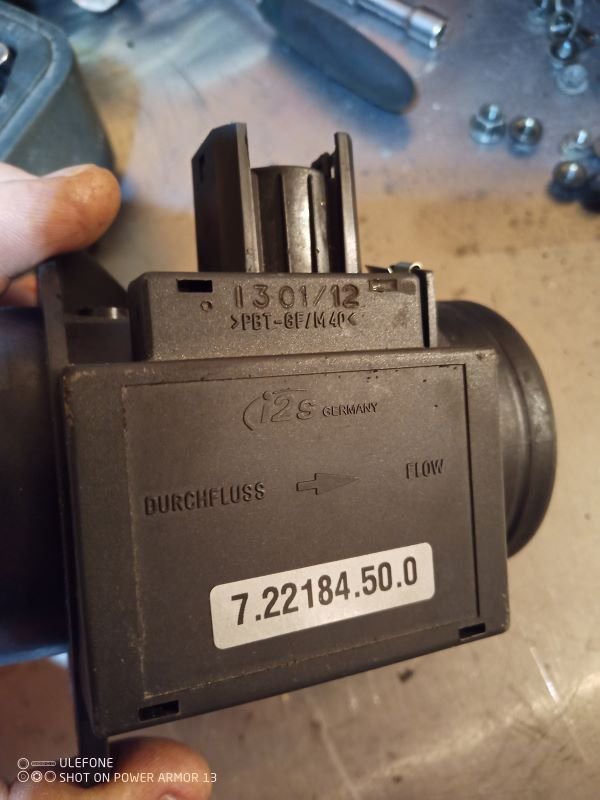 1301/12
>PBT-GF/M40<
i2s GERMANY
DURCHFLUSS FLOW
7.22184.50.0
ULEFONE
SHOT ON POWER ARMOR 13